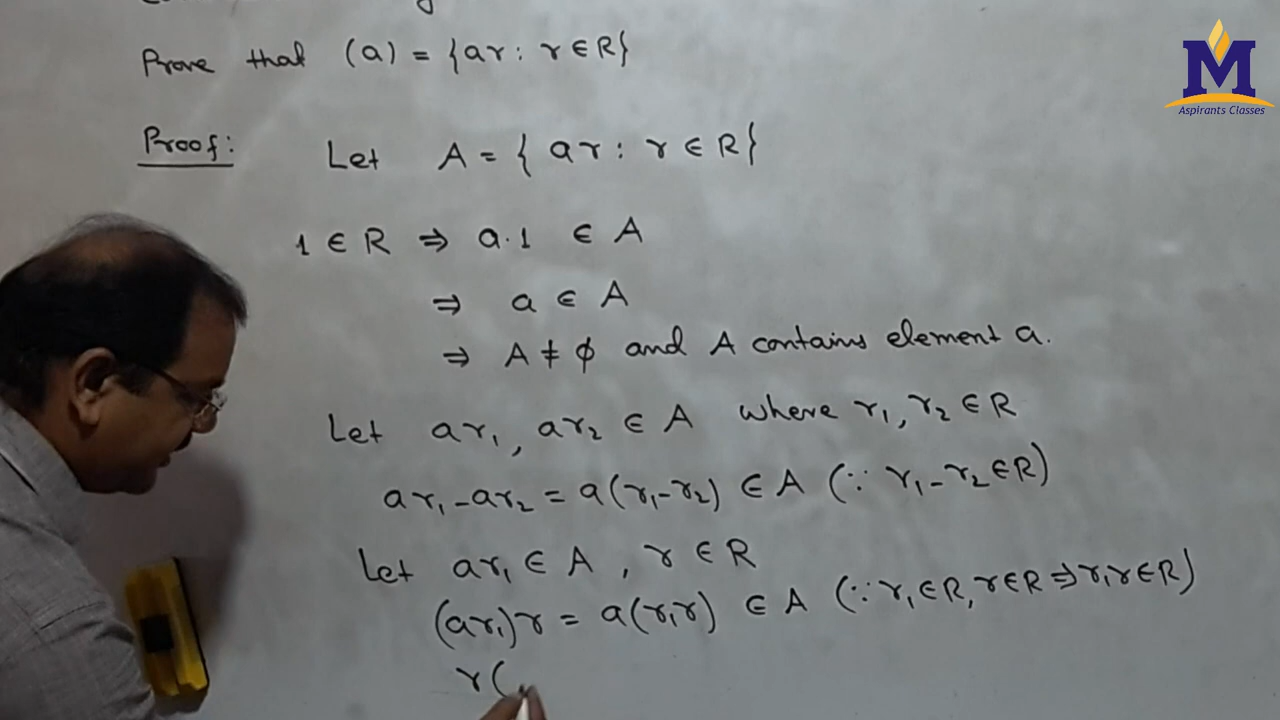 Prove that (a) = {ar : r ∈ R}
Proof: Let A = { ar : r ∈ R}
1 ∈ R ⇒ a.1 ∈ A
⇒ a ∈ A
⇒ A ≠ ϕ and A contains element a.
Let ar₁, ar₂ ∈ A where r₁, r₂ ∈ R
ar₁ - ar₂ = a(r₁ - r₂) ∈ A (∵ r₁ - r₂ ∈ R)
Let ar₁ ∈ A , r ∈ R
(ar₁)r = a(r₁r) ∈ A (∵ r₁ ∈ R, r ∈ R ⇒ r₁r ∈ R)
r(
M
Aspirants Classes